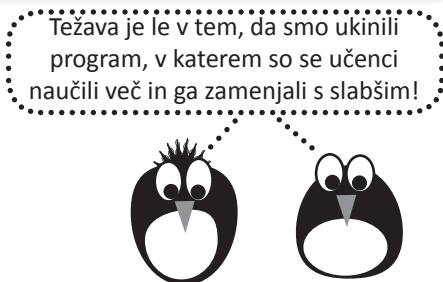 Težava je le v tem, da smo ukinili
program, v katerem so se učenci
naučili več in ga zamenjali s slabšim!